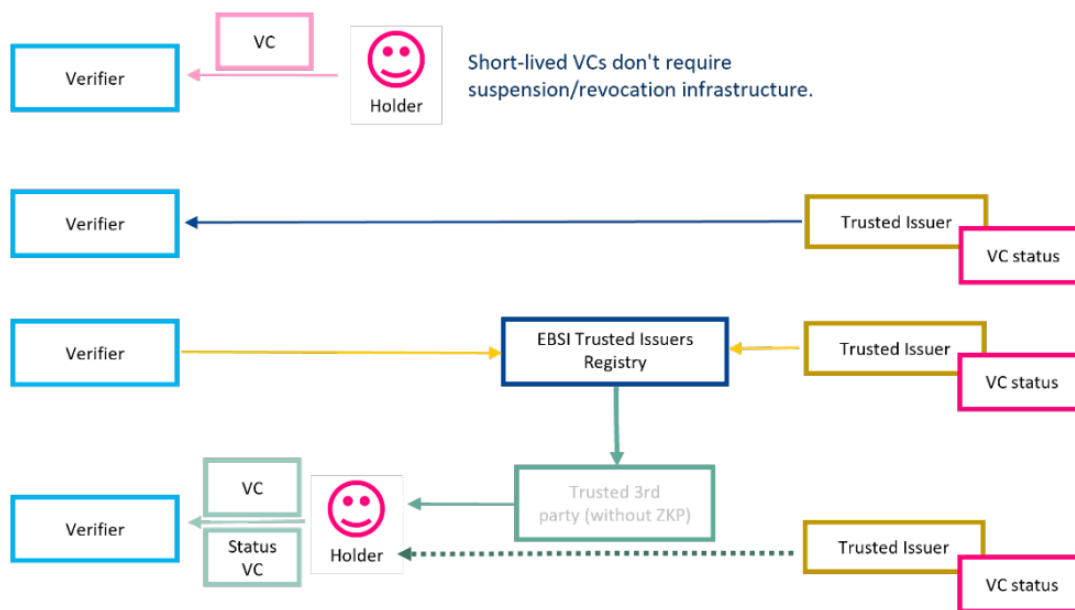 VC
Verifier
Holder
Short-lived VCs don't require
suspension/revocation infrastructure.
Verifier
Trusted Issuer
VC status
Verifier
EBSI Trusted Issuers
Registry
Trusted Issuer
VC status
VC
Verifier
Status
VC
Holder
Trusted 3rd
party (without ZKP)
Trusted Issuer
VC status